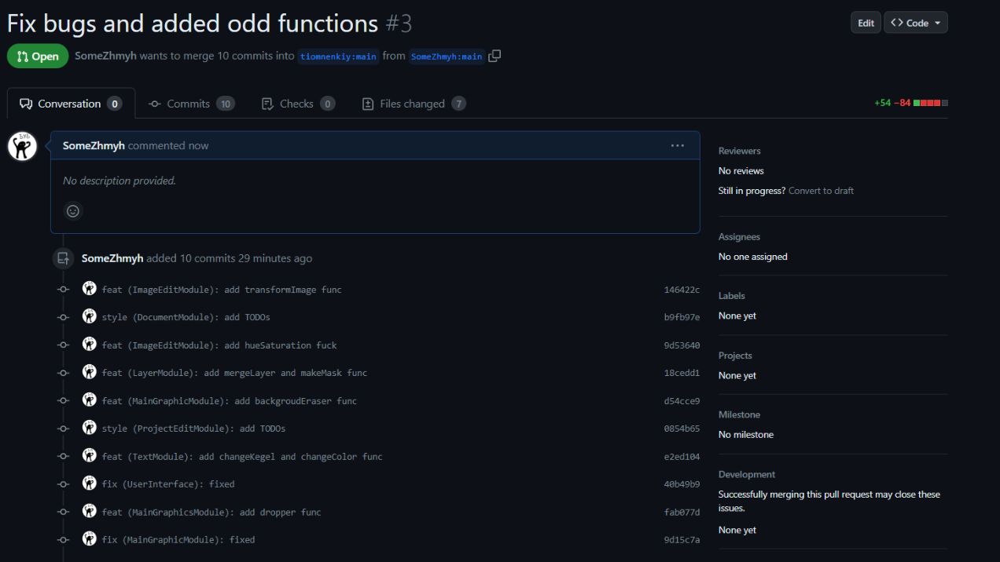 Fix bugs and added odd functions #3
Edit
Code
Open
SomeZhmyh wants to merge 10 commits into tiomnenkiy:main from SomeZhmyh:main
Conversation 0
Commits 10
Checks 0
Files changed 7
+54 −84
SomeZhmyh commented now
No description provided.
SomeZhmyh added 10 commits 29 minutes ago
feat (ImageEditModule): add transformImage func 146422c
style (DocumentModule): add TODOs b9fb97e
feat (ImageEditModule): add hueSaturation fuck 9d53640
feat (LayerModule): add mergeLayer and makeMask func 18cedd1
feat (MainGraphicModule): add backgroudEraser func d54cce9
style (ProjectEditModule): add TODOs 0854b65
feat (TextModule): add changeKegel and changeColor func e2ed104
fix (UserInterface): fixed 40b49b9
feat (MainGraphicsModule): add dropper func fab077d
fix (MainGraphicModule): fixed 9d15c7a
Reviewers
No reviews
Still in progress? Convert to draft
Assignees
No one assigned
Labels
None yet
Projects
None yet
Milestone
No milestone
Development
Successfully merging this pull request may close these
issues.
None yet